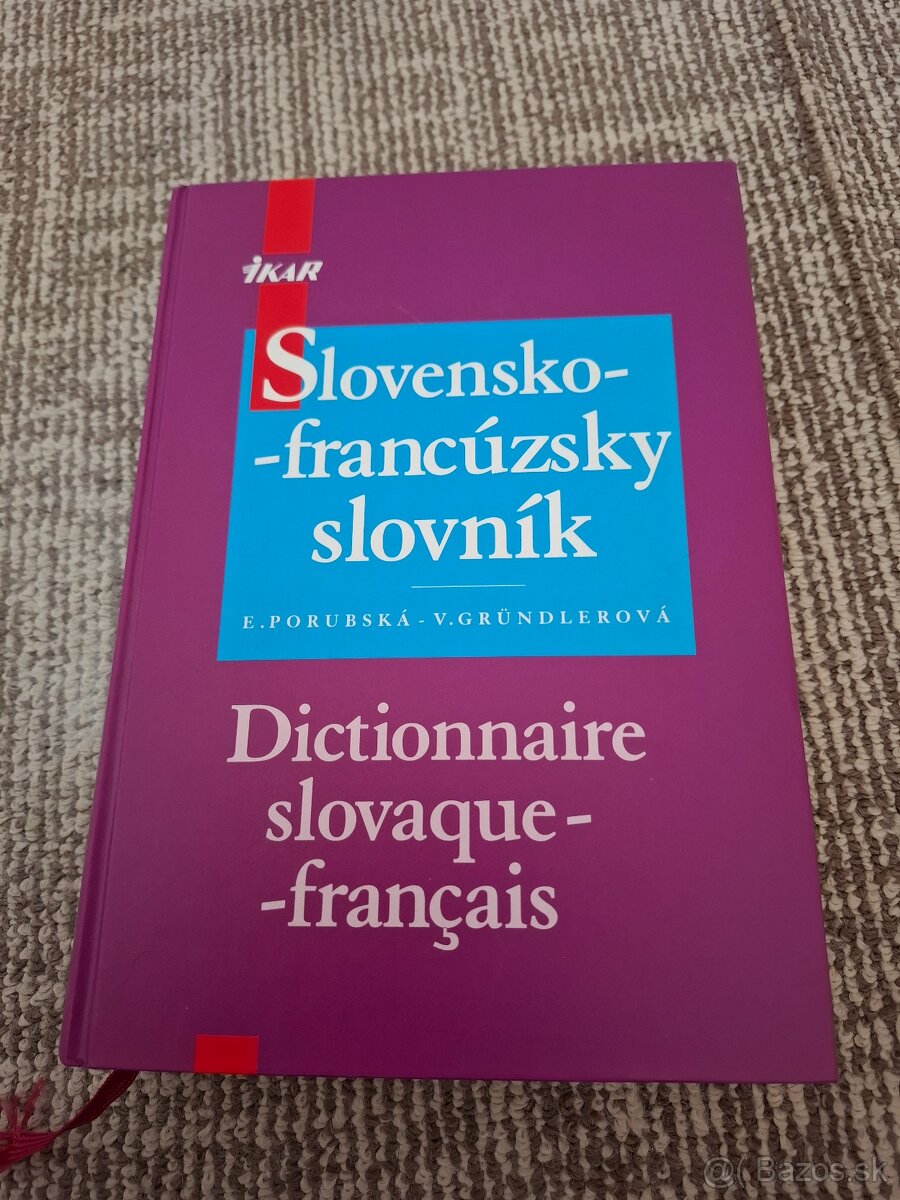 iKAR
Slovensko-
-francúzsky
slovník
E.PORUBSKÁ - V.GRÜNDLEROVÁ
Dictionnaire
slovaque-
-français
@( Bazos.sk